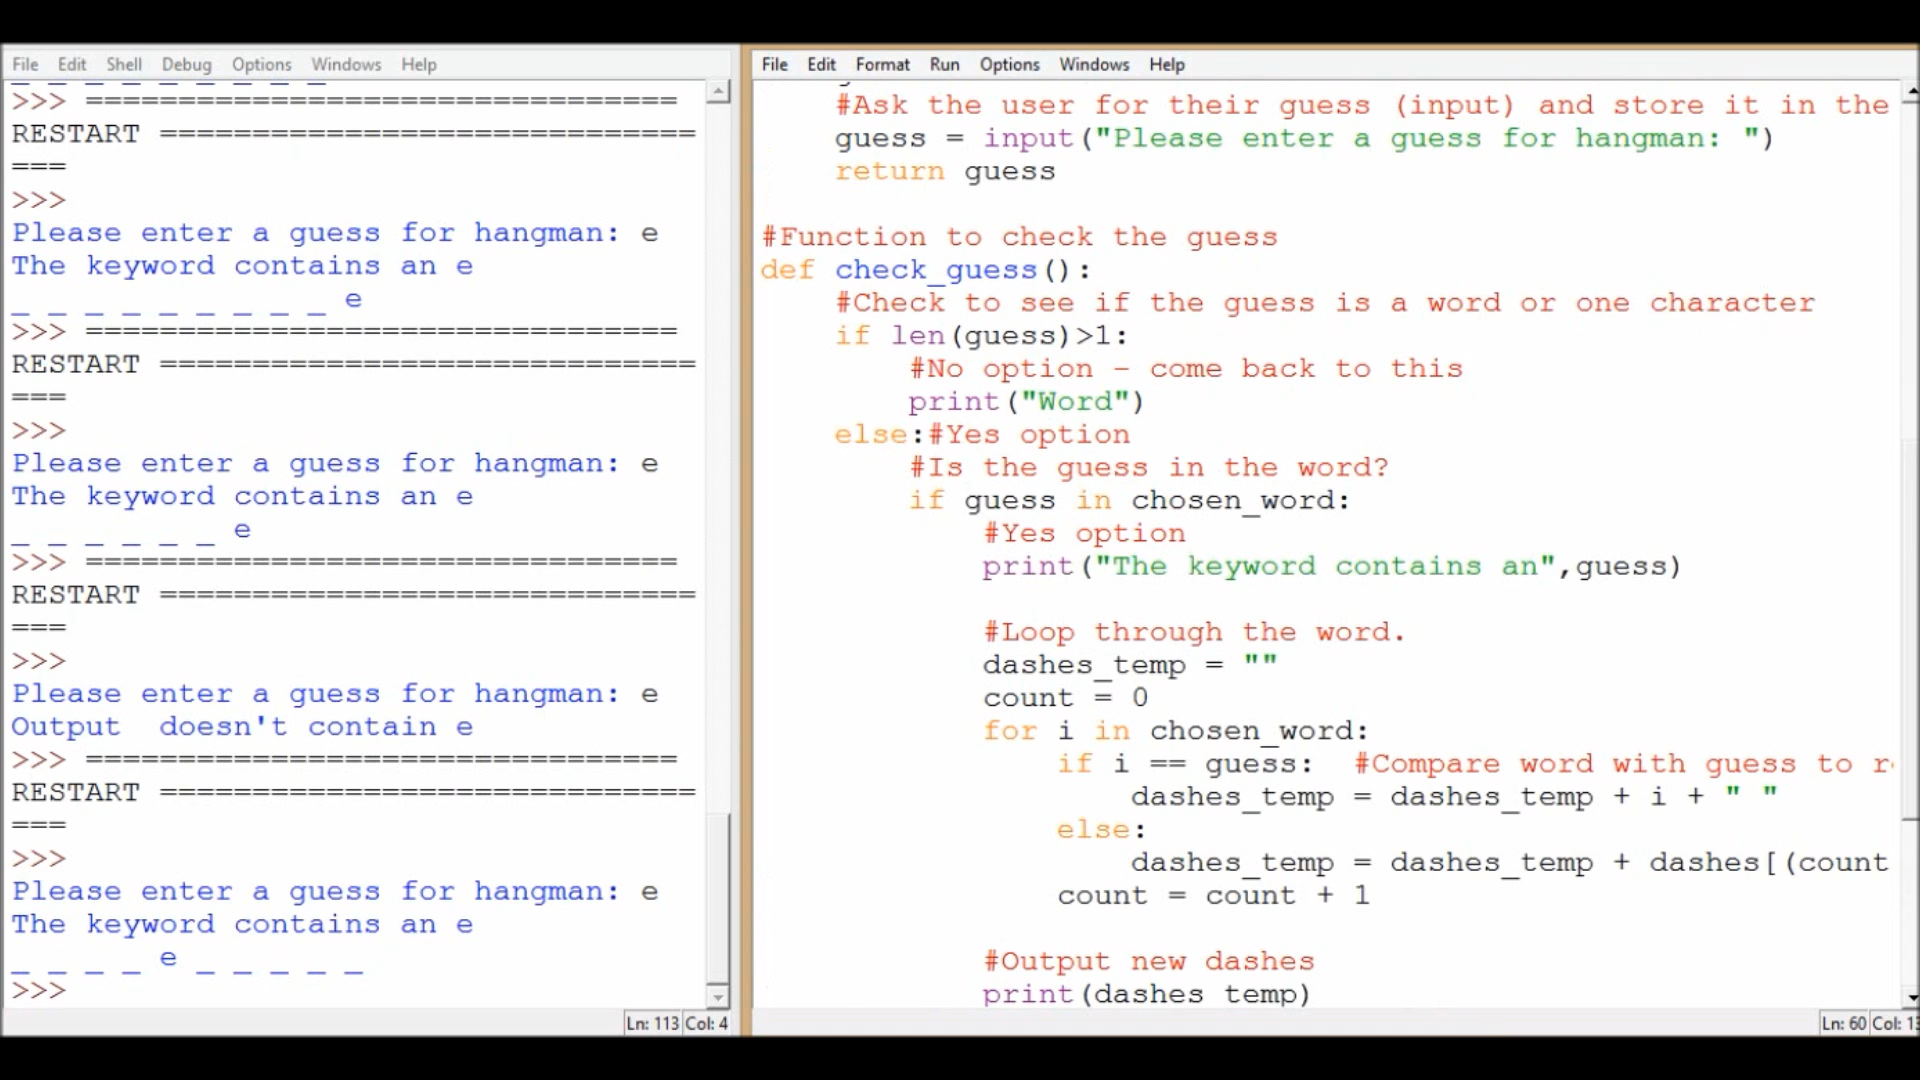 File Edit Shell Debug Options Windows Help
_ _ _ _ _ _ _ _ _
>>> ================================
RESTART =============================
===
>>>
Please enter a guess for hangman: e
The keyword contains an e
_ _ _ _ _ _ _ _ _ e
>>> ================================
RESTART =============================
===
>>>
Please enter a guess for hangman: e
The keyword contains an e
_ _ _ _ _ _ e
>>> ================================
RESTART =============================
===
>>>
Please enter a guess for hangman: e
Output  doesn't contain e
>>> ================================
RESTART =============================
===
>>>
Please enter a guess for hangman: e
The keyword contains an e
_ _ _ _ e _ _ _ _ _
>>>
Ln: 113 Col: 4
File Edit Format Run Options Windows Help
#Ask the user for their guess (input) and store it in the
guess = input("Please enter a guess for hangman: ")
return guess
#Function to check the guess
def check_guess():
#Check to see if the guess is a word or one character
if len(guess)>1:
#No option - come back to this
print("Word")
else:#Yes option
#Is the guess in the word?
if guess in chosen_word:
#Yes option
print("The keyword contains an",guess)
#Loop through the word.
dashes_temp = ""
count = 0
for i in chosen_word:
if i == guess:  #Compare word with guess to
dashes_temp = dashes_temp + i + " "
else:
dashes_temp = dashes_temp + dashes[(count
count = count + 1
#Output new dashes
print(dashes_temp)
Ln: 60 Col: